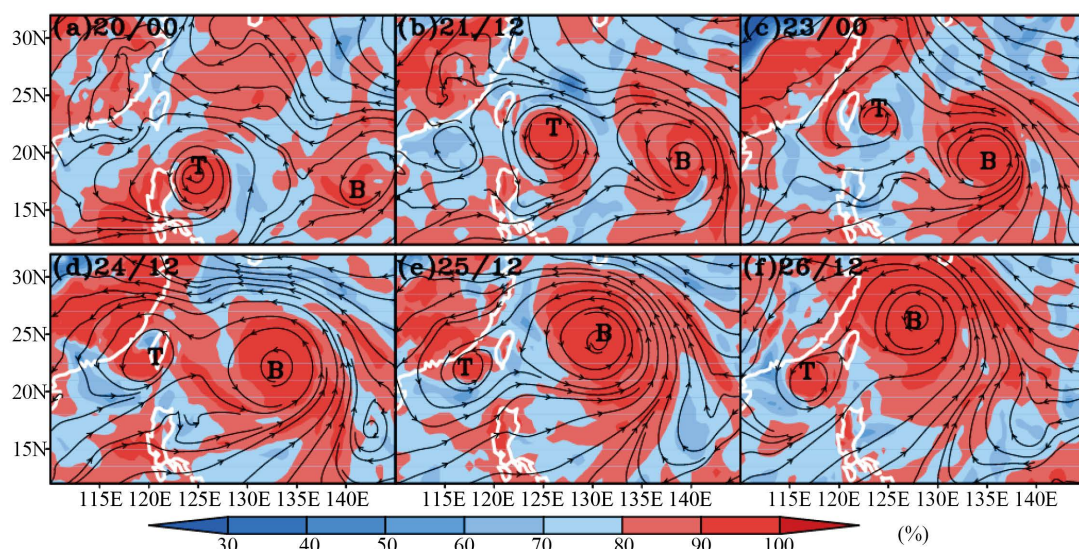 (a)20/00 (b)21/12 (c)23/00
30N
25N
20N
15N
T B T B T B
(d)24/12 (e)25/12 (f)26/12
30N
25N
20N
15N
T B T B T B
115E 120E 125E 130E 135E 140E 115E 120E 125E 130E 135E 140E 115E 120E 125E 130E 135E 140E
30 40 50 60 70 80 90 100 (%)